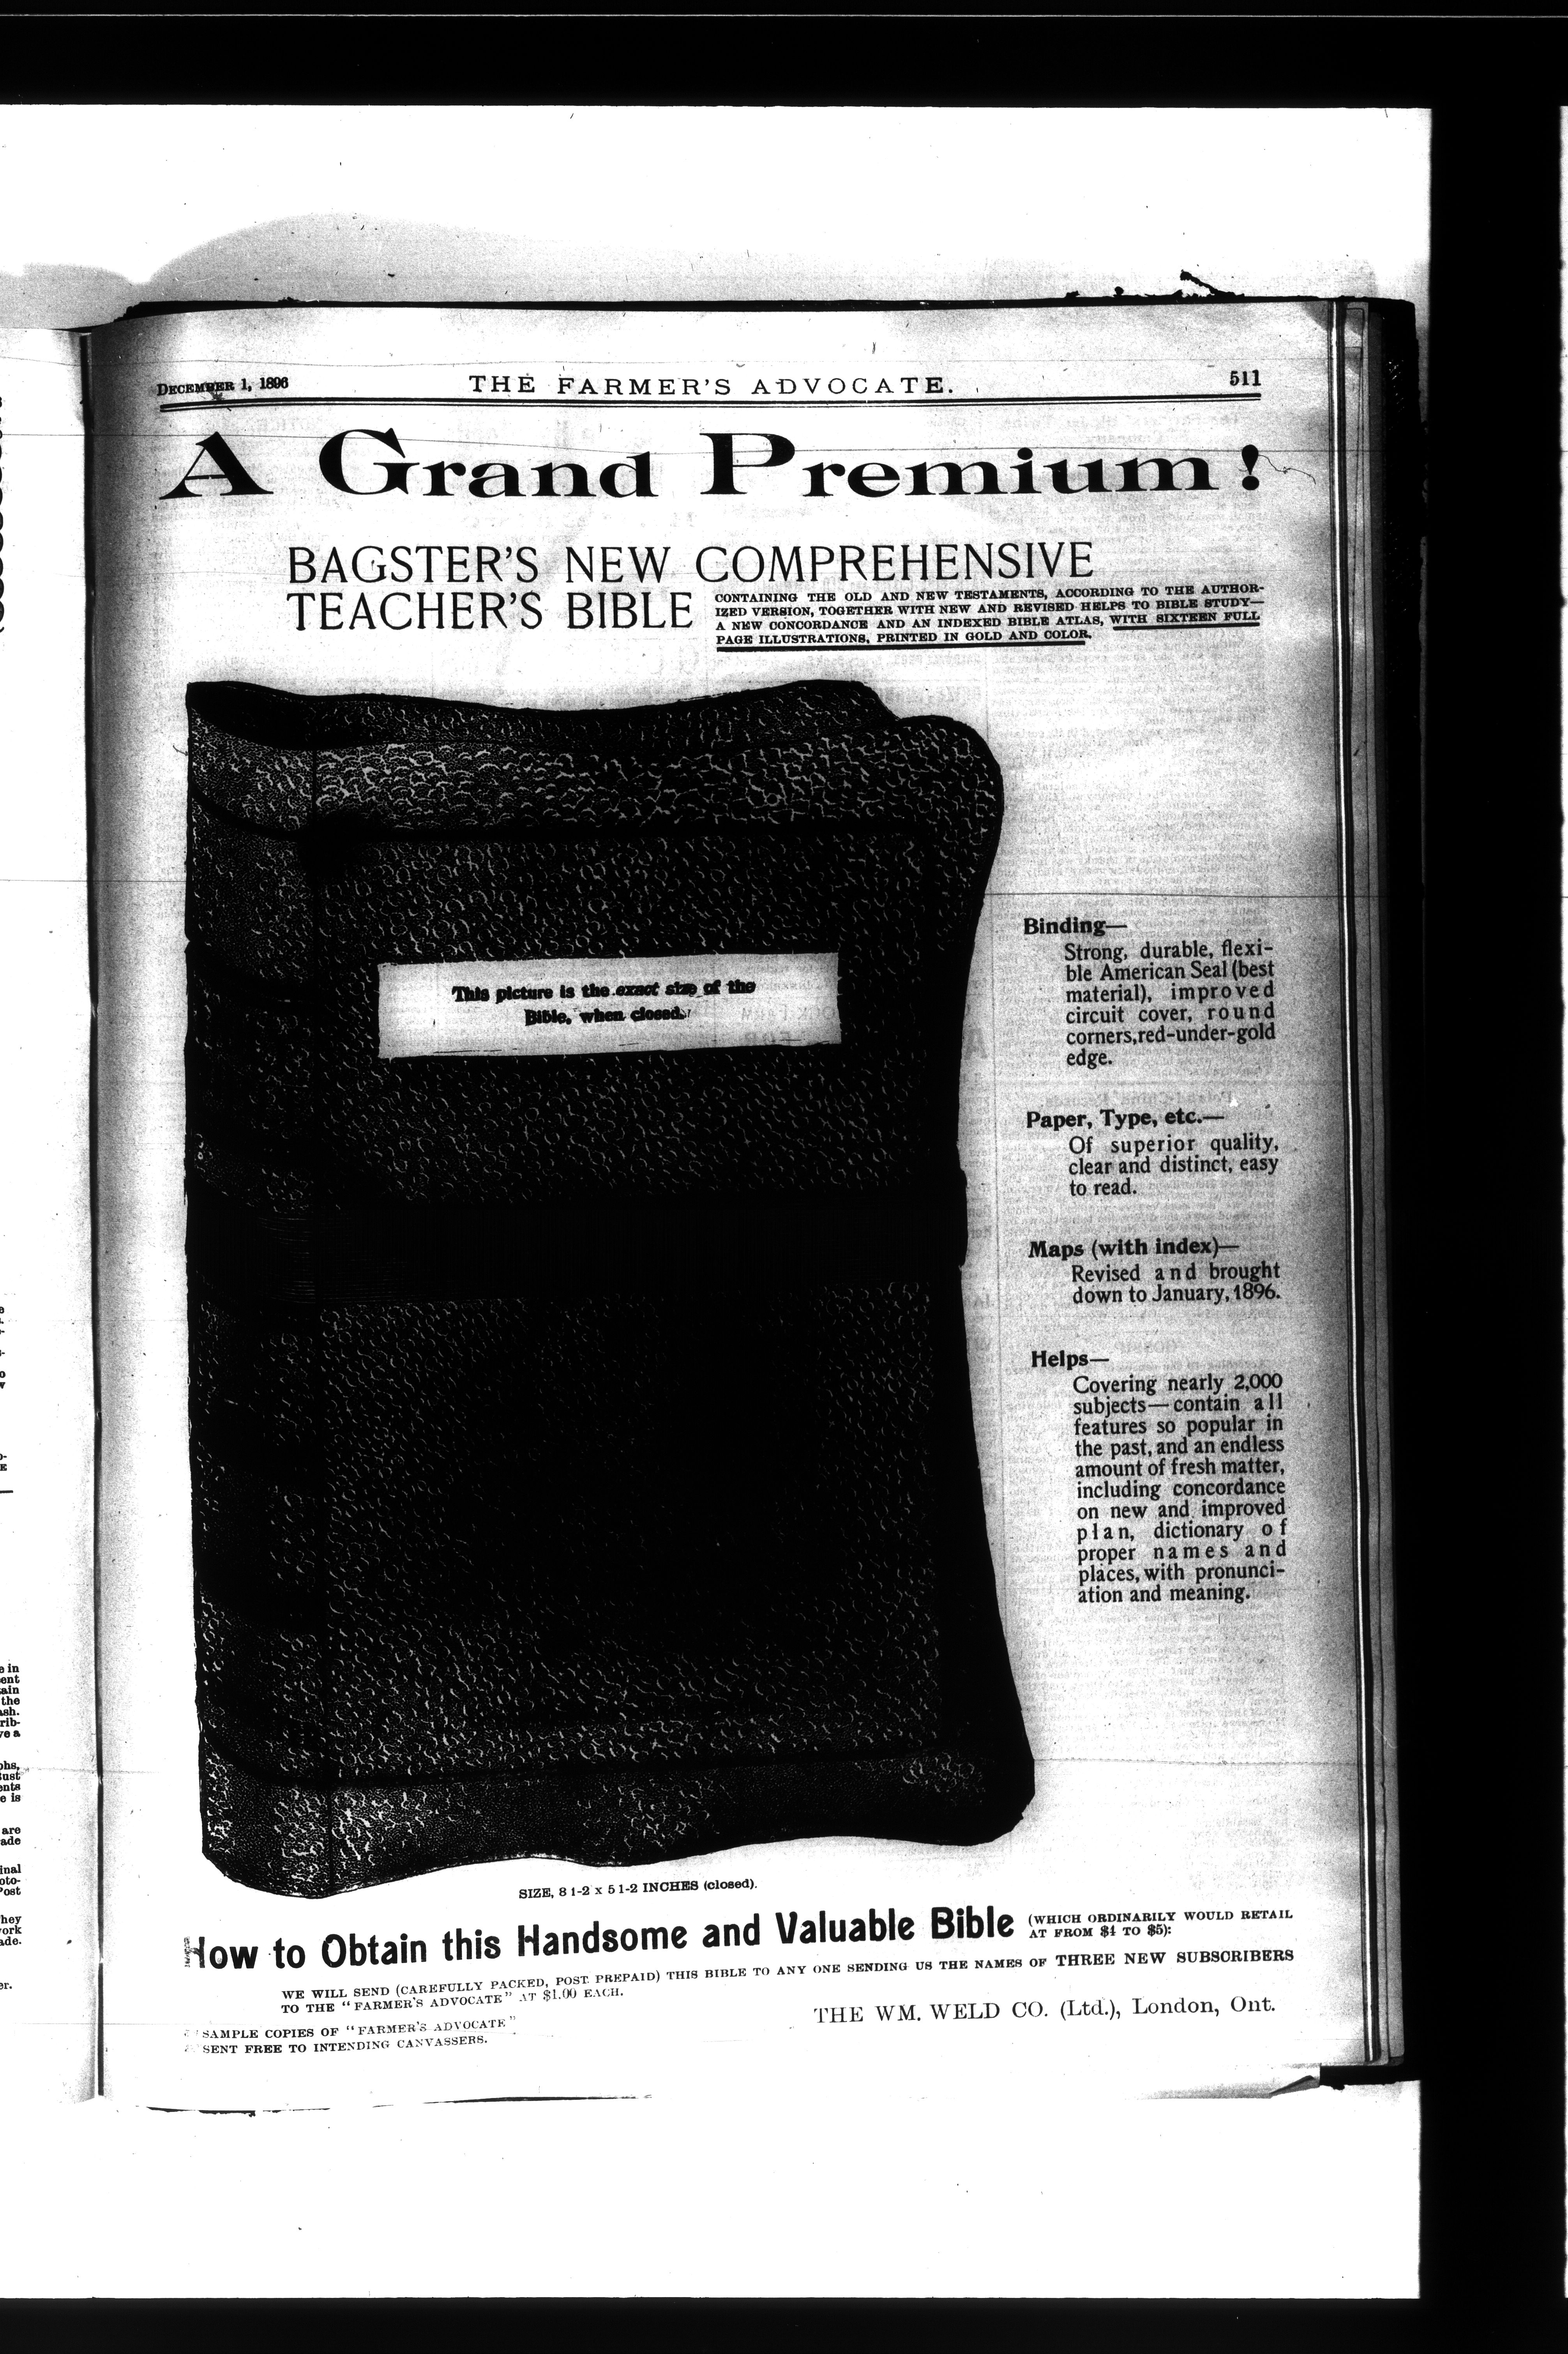 DECEMBER 1, 1896
THE FARMER'S ADVOCATE.
511
A Grand Premium!
BAGSTER'S NEW COMPREHENSIVE
TEACHER'S BIBLE
CONTAINING THE OLD AND NEW TESTAMENTS, ACCORDING TO THE AUTHOR-
IZED VERSION, TOGETHER WITH NEW AND REVISED HELPS TO BIBLE STUDY—
A NEW CONCORDANCE AND AN INDEXED BIBLE ATLAS, WITH SIXTEEN FULL
PAGE ILLUSTRATIONS, PRINTED IN GOLD AND COLOR.
This picture is the exact size of the
Bible, when closed.
Binding—
Strong, durable, flexi-
ble American Seal (best
material), improved
circuit cover, round
corners, red-under-gold
edge.
Paper, Type, etc.—
Of superior quality,
clear and distinct, easy
to read.
Maps (with index)—
Revised and brought
down to January, 1896.
Helps—
Covering nearly 2,000
subjects—contain all
features so popular in
the past, and an endless
amount of fresh matter,
including concordance
on new and improved
plan, dictionary of
proper names and
places, with pronunci-
ation and meaning.
SIZE, 8 1-2 x 5 1-2 INCHES (closed).
How to Obtain this Handsome and Valuable Bible
(WHICH ORDINARILY WOULD RETAIL
AT FROM $4 TO $5):
WE WILL SEND (CAREFULLY PACKED, POST PREPAID) THIS BIBLE TO ANY ONE SENDING US THE NAMES OF THREE NEW SUBSCRIBERS
TO THE "FARMER'S ADVOCATE" AT $1.00 EACH.
SAMPLE COPIES OF "FARMER'S ADVOCATE"
SENT FREE TO INTENDING CANVASSERS.
THE WM. WELD CO. (Ltd.), London, Ont.